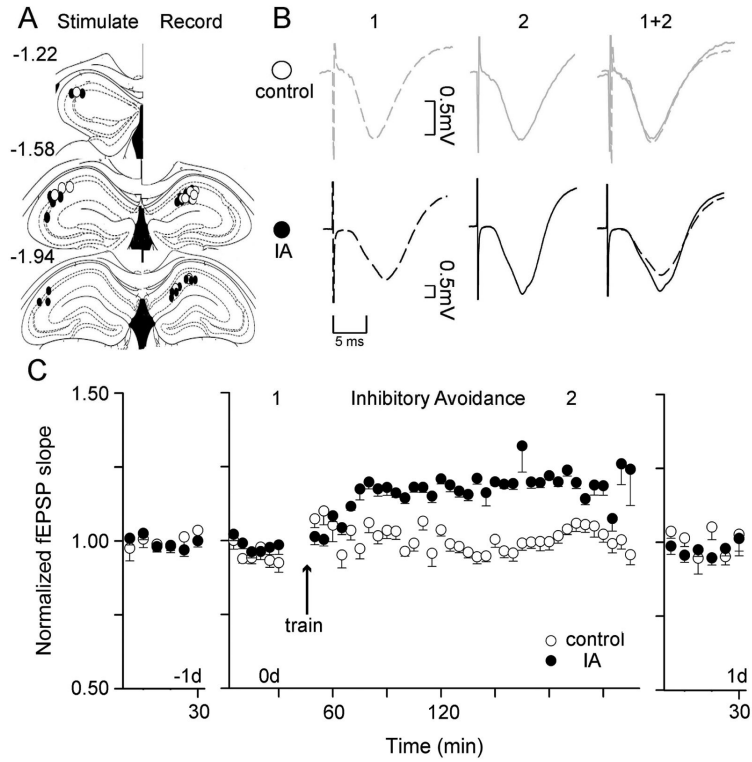 A
Stimulate Record
-1.22
-1.58
-1.94
B
1 2 1+2
control
0.5mV
IA
0.5mV
5 ms
C
Normalized fEPSP slope
1.50
1.00
0.50
1 Inhibitory Avoidance 2
train
control
IA
-1d 0d 1d
30 60 120 30
Time (min)